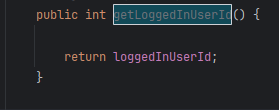 public int getLoggedInUserId() {
return loggedInUserId;
}